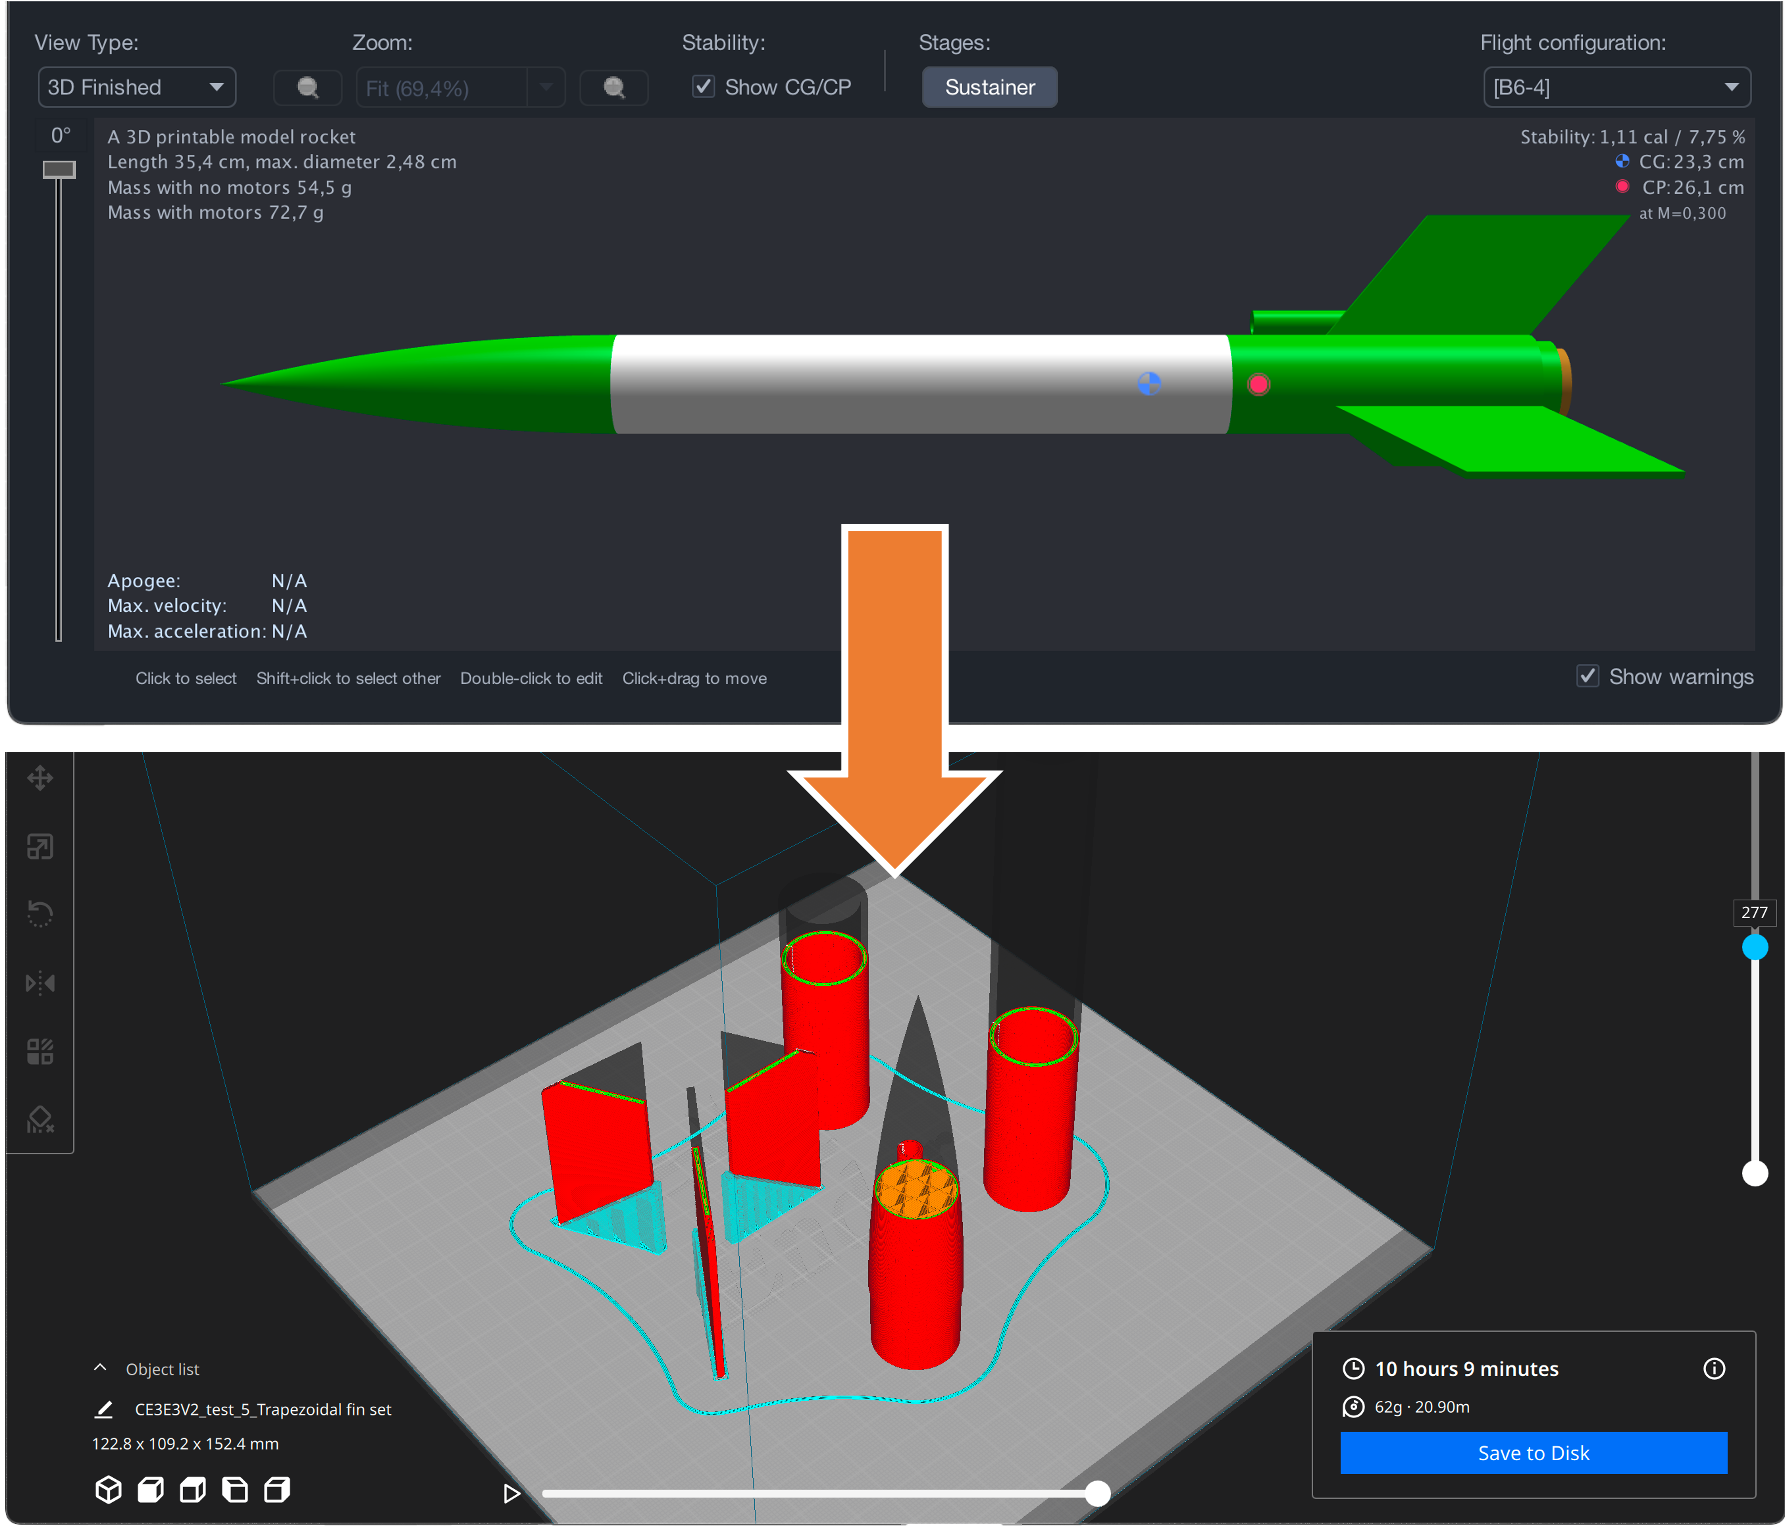 View Type:
Zoom:
Stability:
Stages:
Flight configuration:
3D Finished
Fit (69,4%)
Show CG/CP
Sustainer
[B6-4]
0°
A 3D printable model rocket
Length 35,4 cm, max. diameter 2,48 cm
Mass with no motors 54,5 g
Mass with motors 72,7 g
Stability: 1,11 cal / 7,75 %
CG: 23,3 cm
CP: 26,1 cm
at M=0,300
Apogee: N/A
Max. velocity: N/A
Max. acceleration: N/A
Click to select Shift+click to select other Double-click to edit Click+drag to move
Show warnings
277
Object list
CE3E3V2_test_5_Trapezoidal fin set
122.8 x 109.2 x 152.4 mm
10 hours 9 minutes
62g · 20.90m
Save to Disk